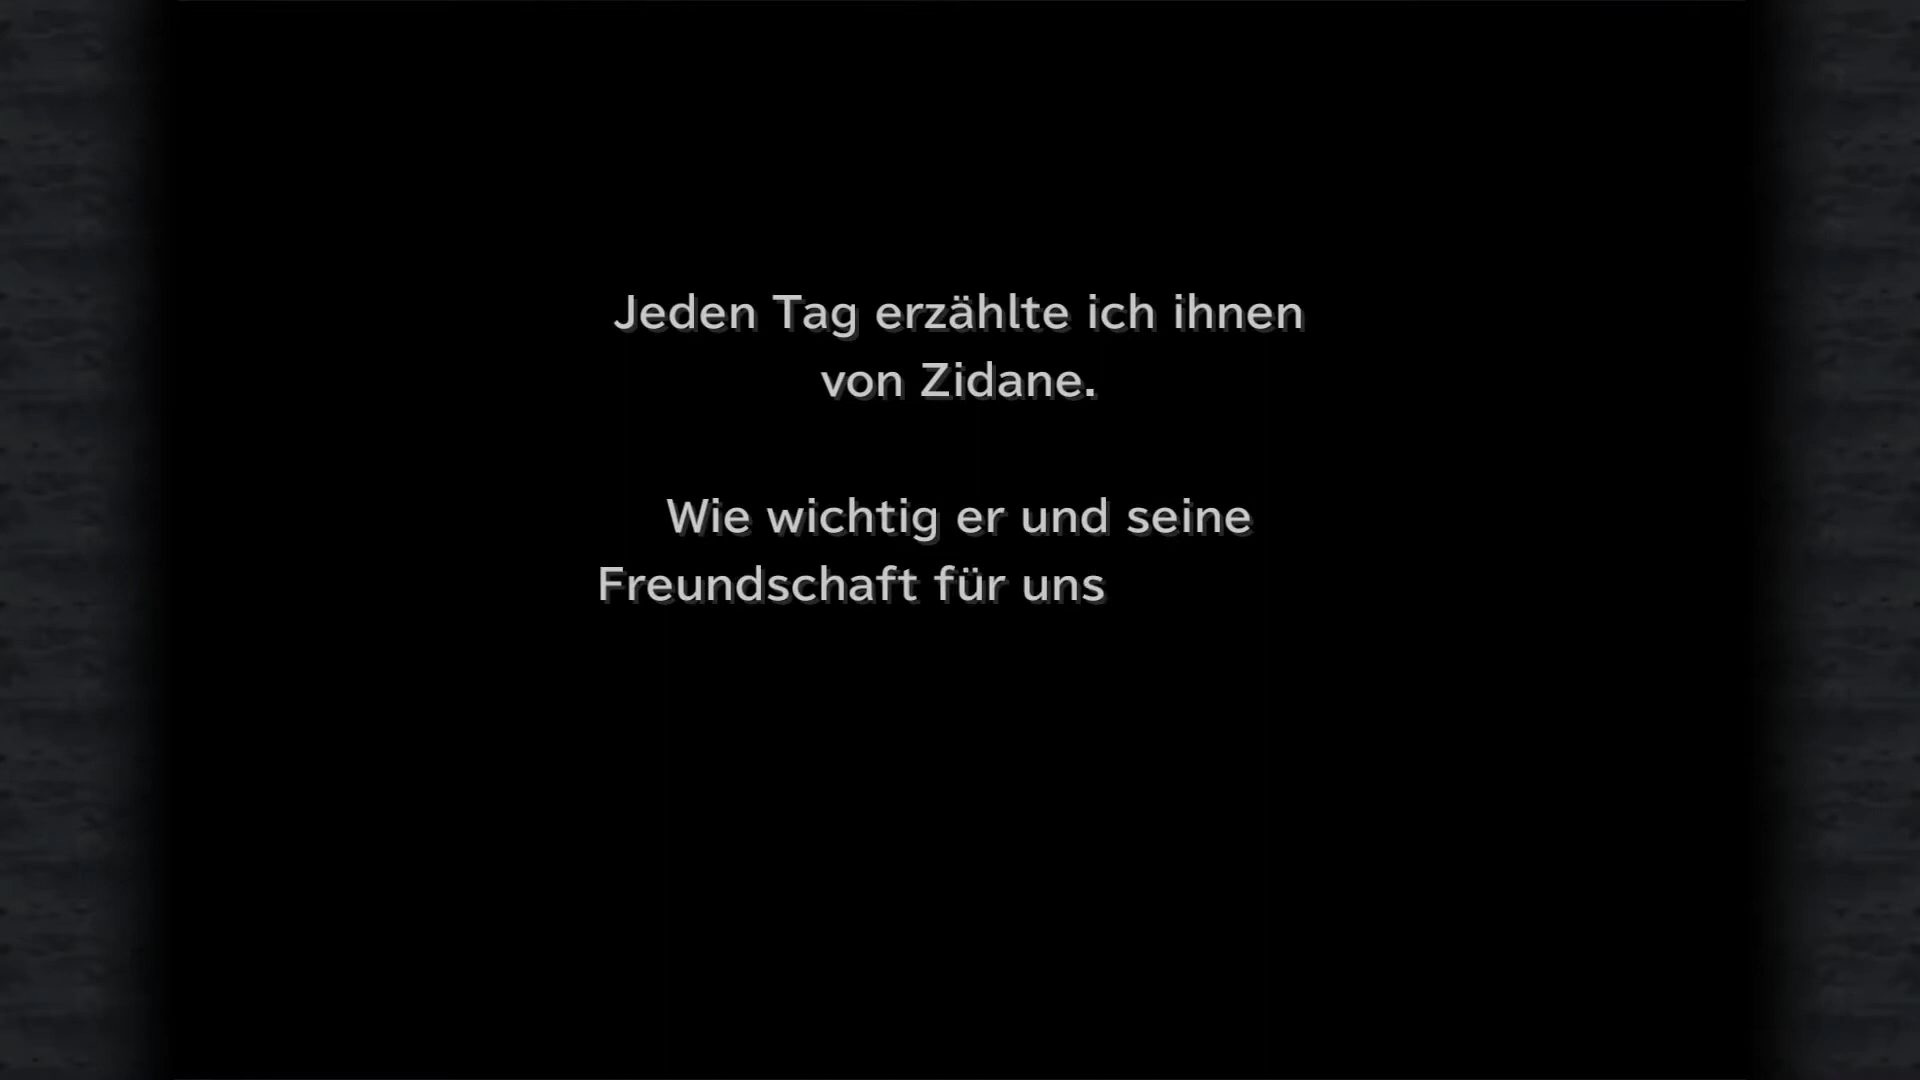 Jeden Tag erzählte ich ihnen
von Zidane.
Wie wichtig er und seine
Freundschaft für uns